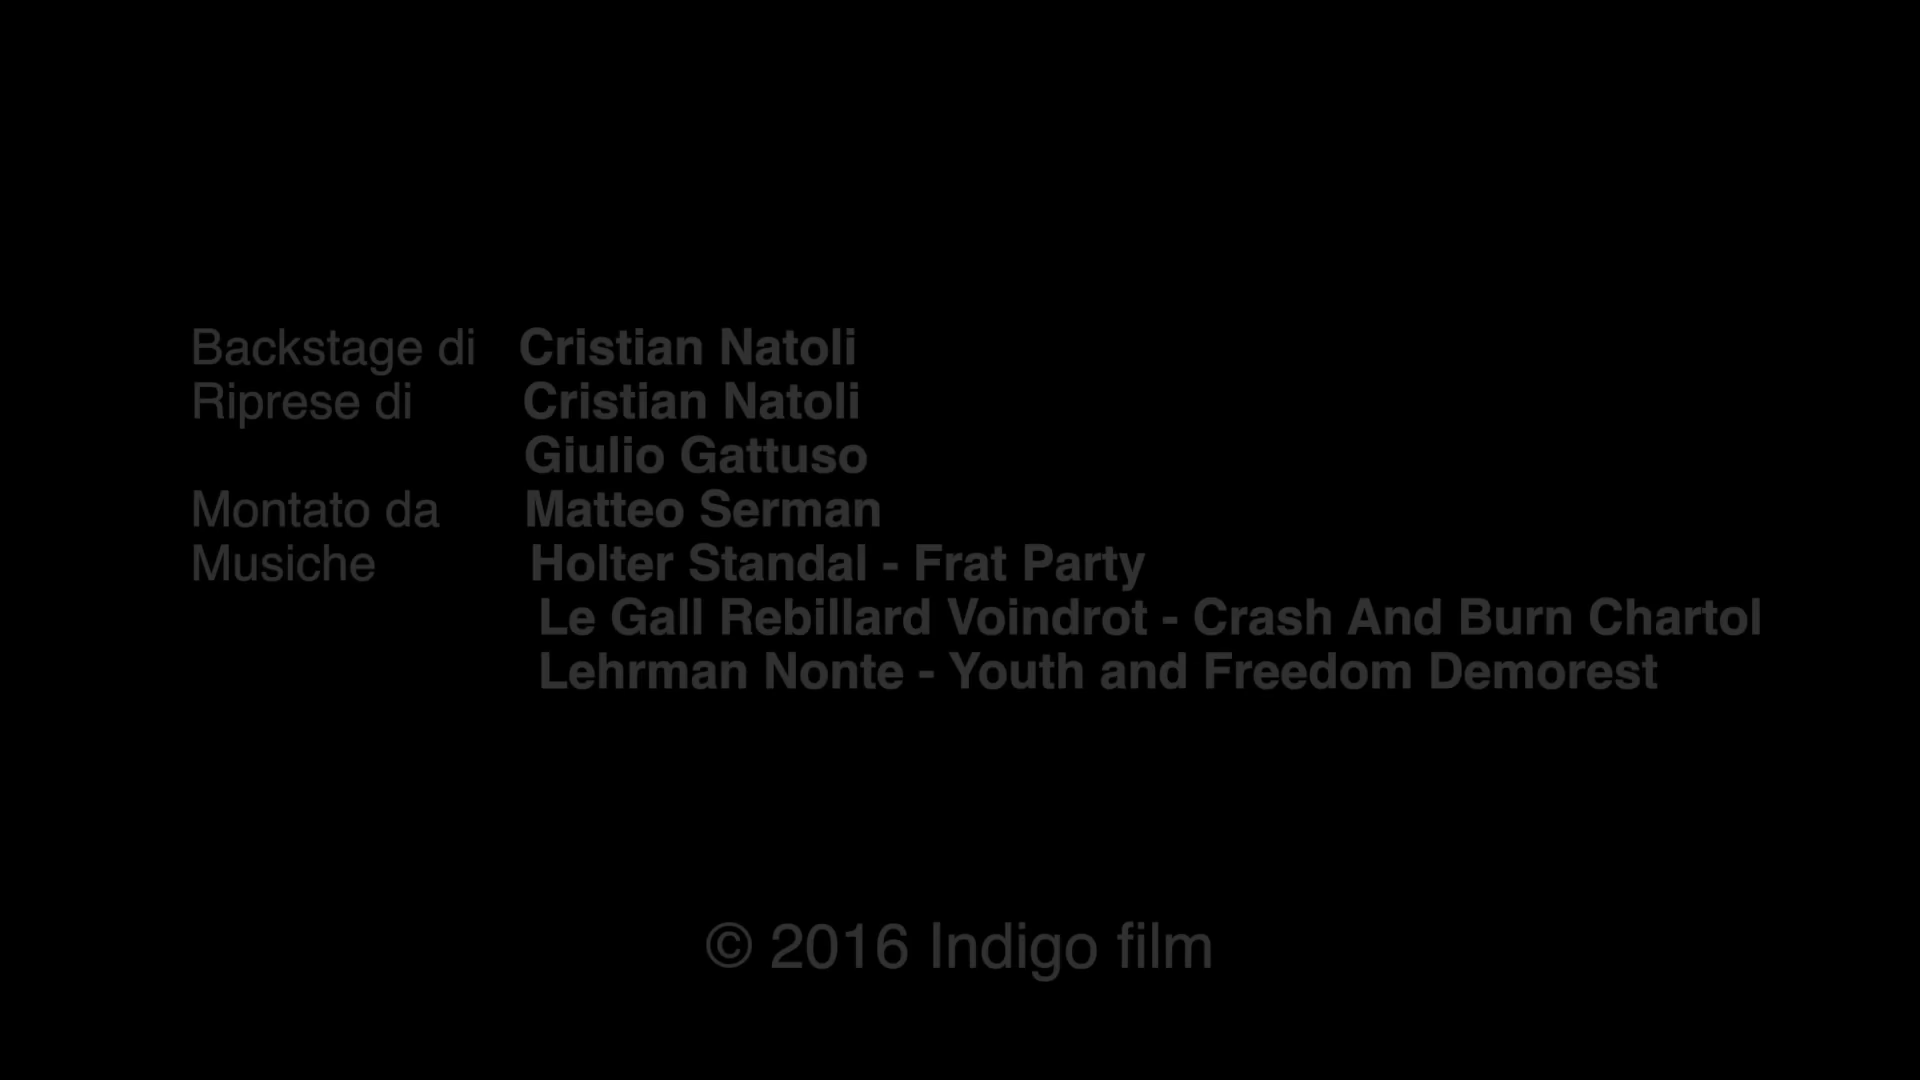 Backstage di Cristian Natoli
Riprese di Cristian Natoli
Giulio Gattuso
Montato da Matteo Serman
Musiche Holter Standal - Frat Party
Le Gall Rebillard Voindrot - Crash And Burn Chartol
Lehrman Nonte - Youth and Freedom Demorest
© 2016 Indigo film